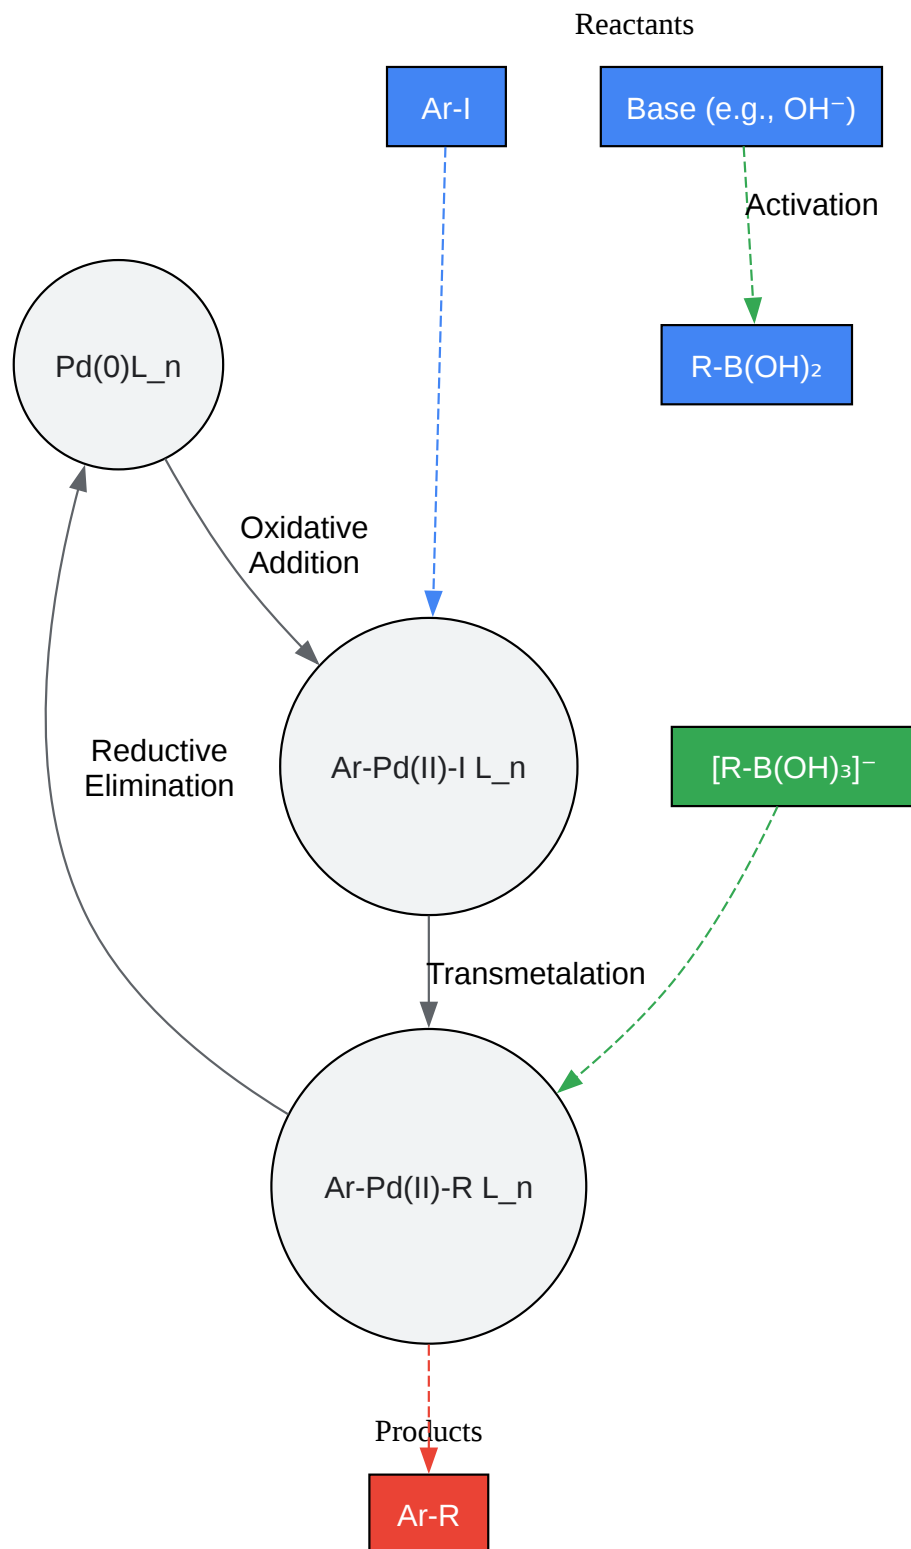 Reactants
Ar-I
Base (e.g., OH⁻)
Activation
Pd(0)L_n
R-B(OH)₂
Oxidative
Addition
Reductive
Elimination
Ar-Pd(II)-I L_n
[R-B(OH)₃]⁻
Transmetalation
Ar-Pd(II)-R L_n
Products
Ar-R